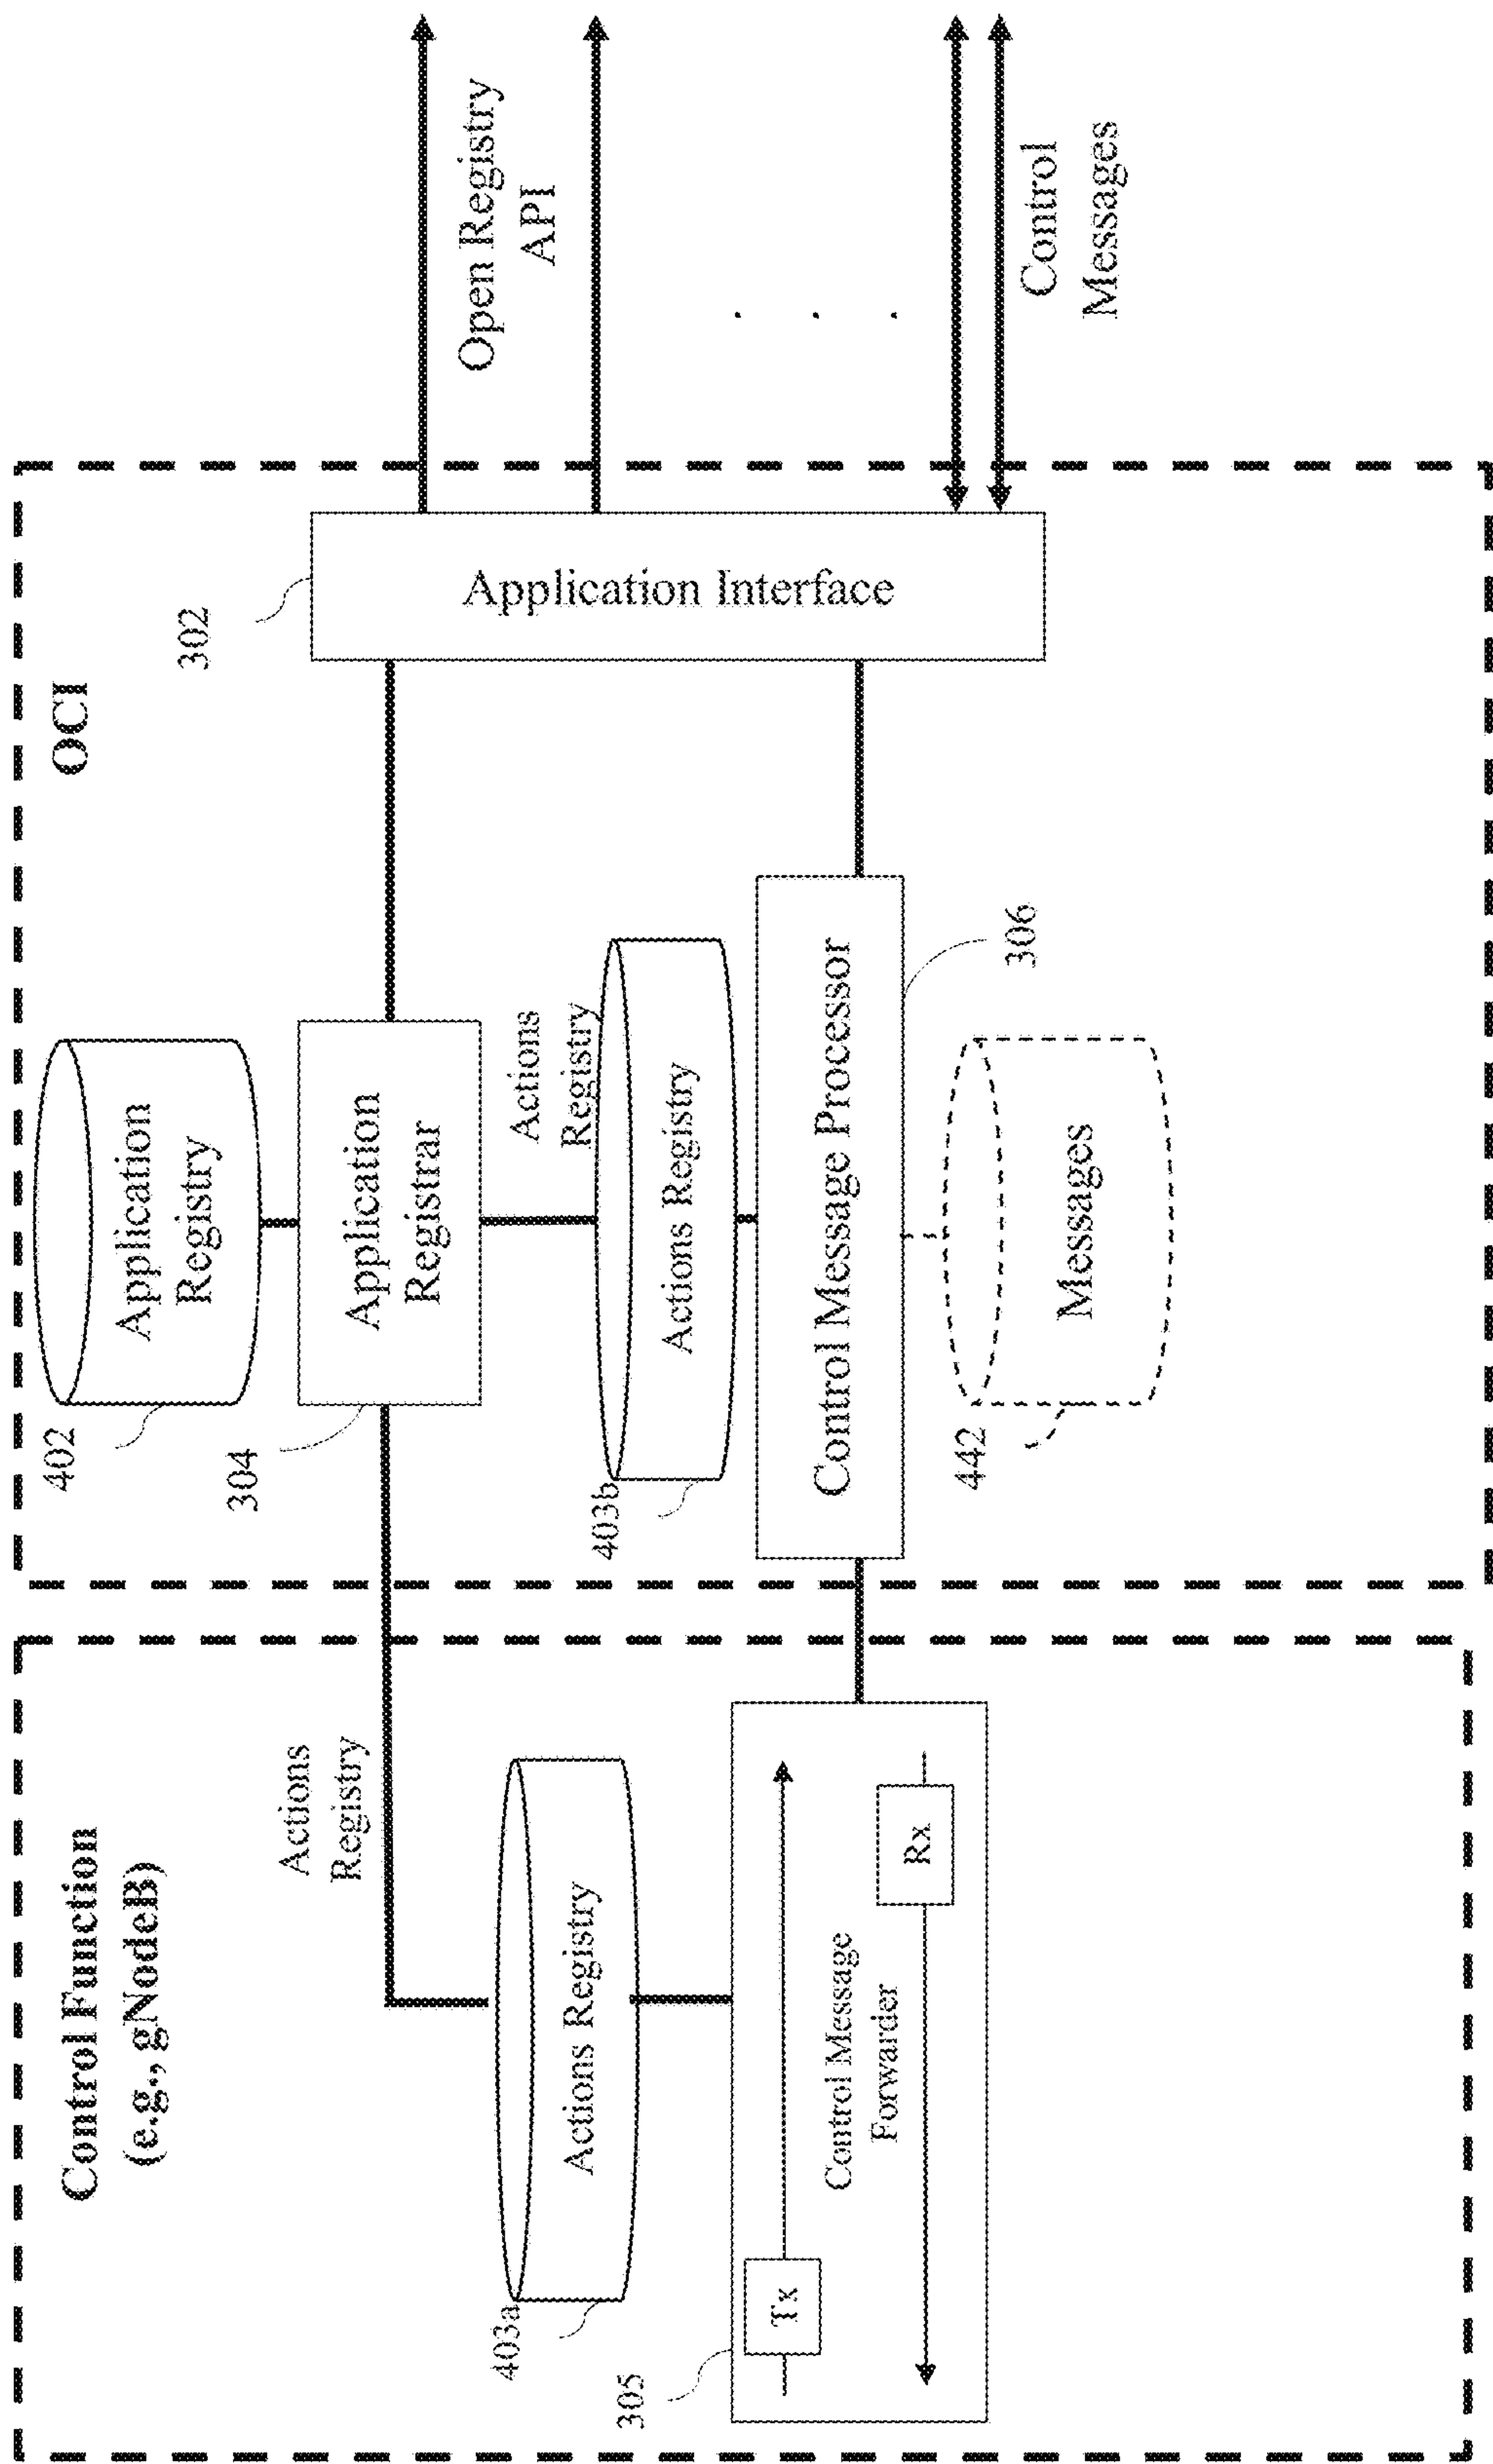 Control Function
(e.g., gNodeB)
Actions
Registry
403a
Actions Registry
305
Tx
Control Message
Forwarder
Rx
OCI
402
Application
Registry
304
Application
Registrar
Actions
Registry
403b
Actions Registry
Control Message Processor
306
442
Messages
302
Application Interface
Open Registry
API
. . .
Control
Messages